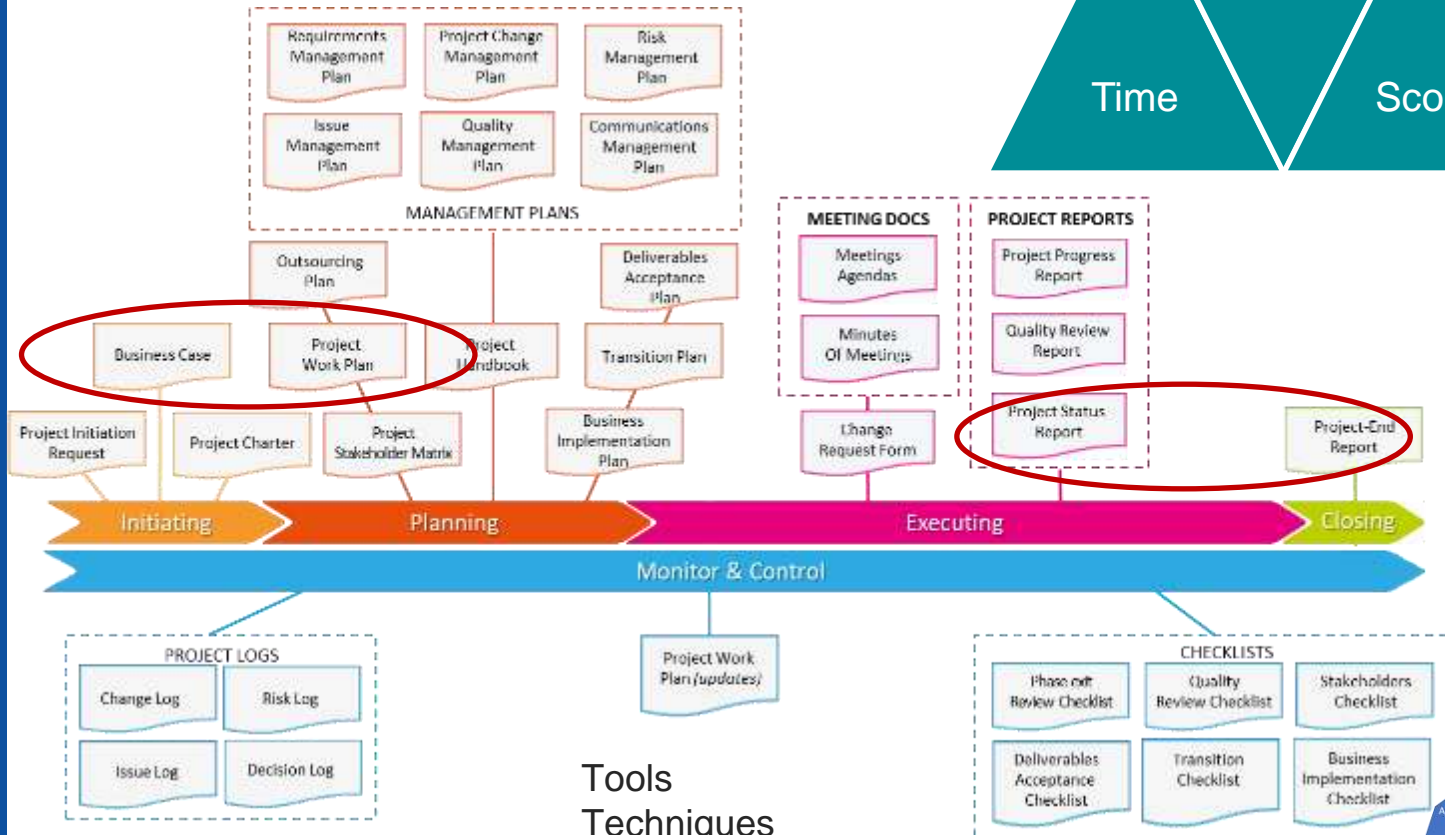 Requirements
Management
Plan
Project Change
Management
Plan
Risk
Management
Plan
Issue
Management
Plan
Quality
Management
Plan
Communications
Management
Plan
MANAGEMENT PLANS
Time
Sco
Outsourcing
Plan
Deliverables
Acceptance
Plan
MEETING DOCS
Meetings
Agendas
Minutes
Of Meetings
PROJECT REPORTS
Project Progress
Report
Quality Review
Report
Project Status
Report
Business Case
Project
Work Plan
Project
Handbook
Transition Plan
Project Initiation
Request
Project Charter
Project
Stakeholder Matrix
Business
Implementation
Plan
Change
Request Form
Project-End
Report
Initiating
Planning
Executing
Closing
Monitor & Control
PROJECT LOGS
Change Log
Risk Log
Issue Log
Decision Log
Project Work
Plan (updates)
CHECKLISTS
Phase exit
Review Checklist
Quality
Review Checklist
Stakeholders
Checklist
Deliverables
Acceptance
Checklist
Transition
Checklist
Business
Implementation
Checklist
Tools
Techniques